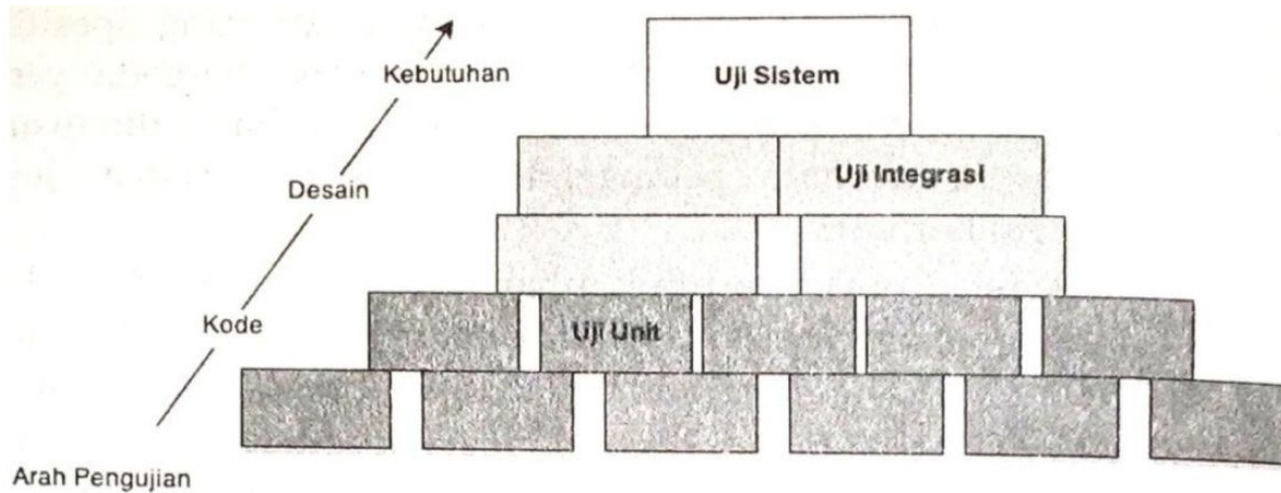 Kebutuhan
Uji Sistem
Desain
Uji Integrasi
Kode
Uji Unit
Arah Pengujian